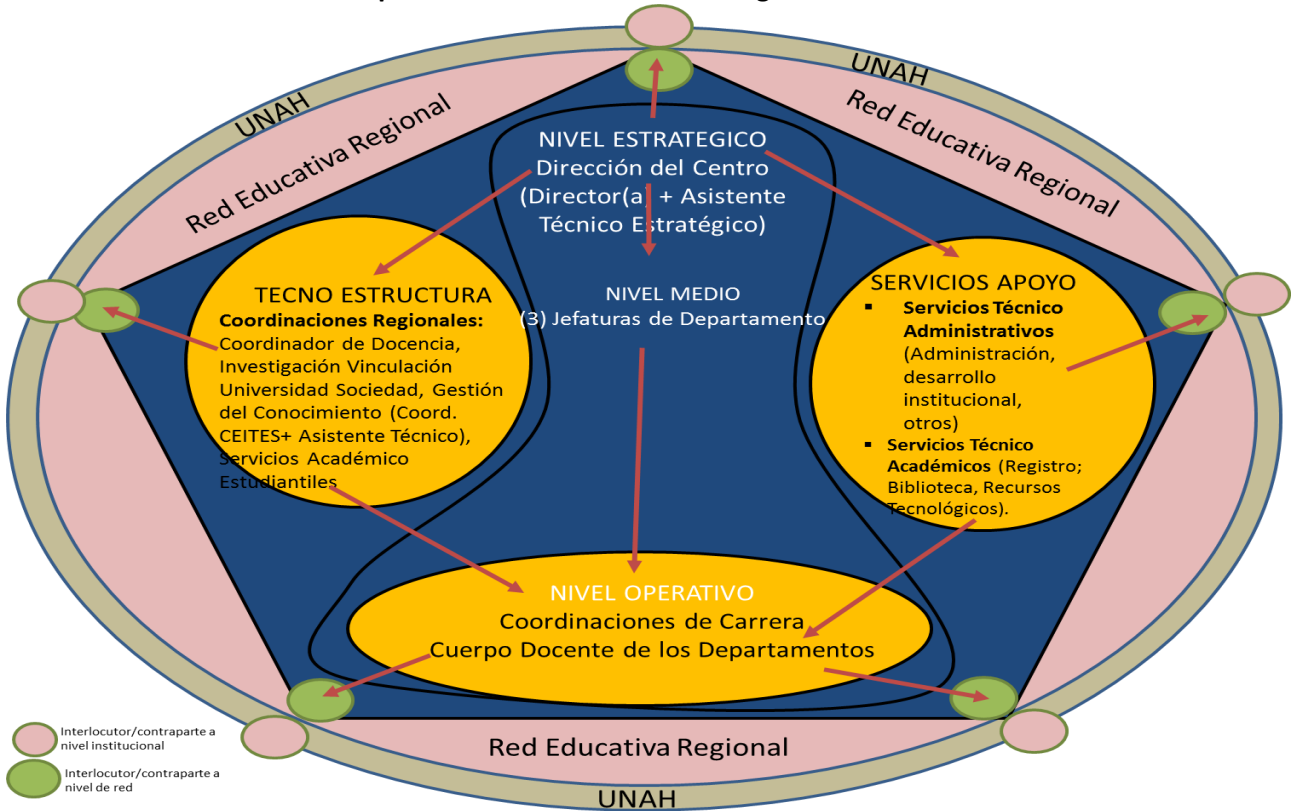 UNAH
UNAH
Red Educativa Regional
Red Educativa Regional
NIVEL ESTRATEGICO
Dirección del Centro
(Director(a) + Asistente
Técnico Estratégico)
TECNO ESTRUCTURA
Coordinaciones Regionales:
Coordinador de Docencia,
Investigación Vinculación
Universidad Sociedad, Gestión
del Conocimiento (Coord.
CEITES+ Asistente Técnico),
Servicios Académico
Estudiantiles
NIVEL MEDIO
(3) Jefaturas de Departamento
SERVICIOS APOYO
▪ Servicios Técnico
Administrativos
(Administración,
desarrollo
institucional,
otros)
▪ Servicios Técnico
Académicos (Registro;
Biblioteca, Recursos
Tecnológicos).
NIVEL OPERATIVO
Coordinaciones de Carrera
Cuerpo Docente de los Departamentos
Interlocutor/contraparte a
nivel institucional
Interlocutor/contraparte a
nivel de red
Red Educativa Regional
UNAH